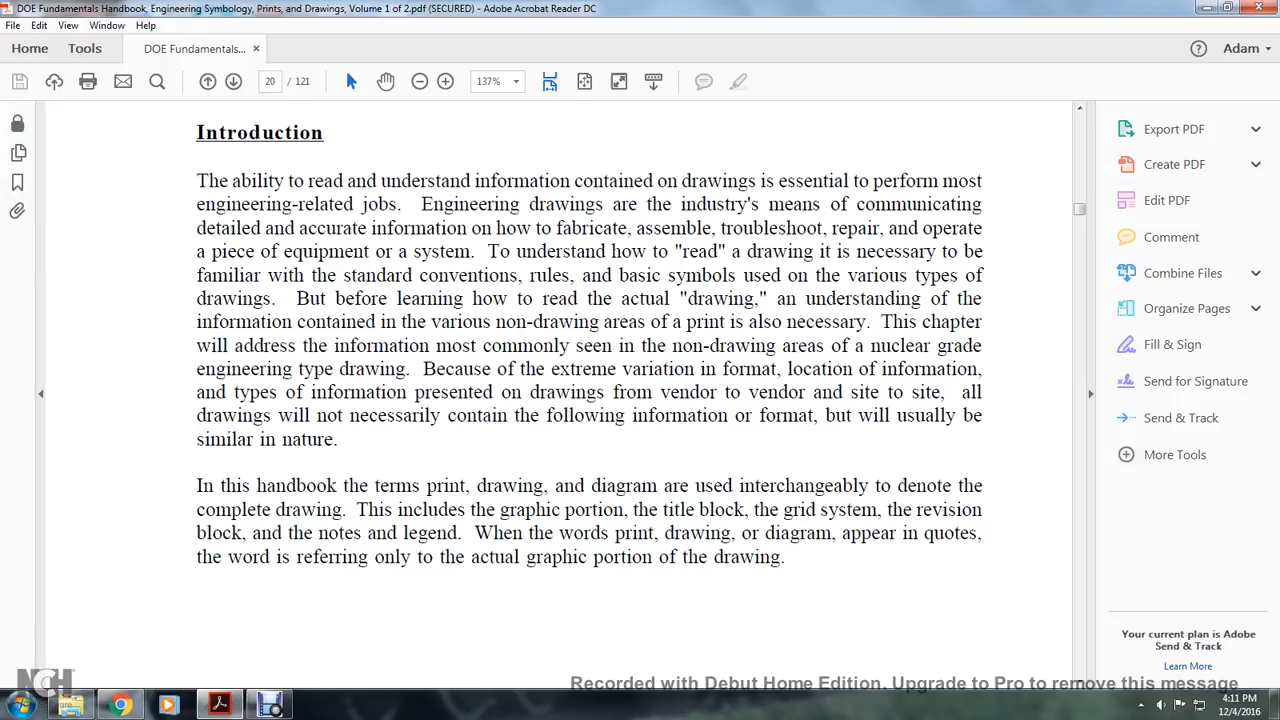 DOE Fundamentals Handbook, Engineering Symbology, Prints, and Drawings, Volume 1 of 2.pdf (SECURED) - Adobe Acrobat Reader DC
File Edit View Window Help
Home Tools DOE Fundamentals... × Adam
20 / 121 137%
Introduction
The ability to read and understand information contained on drawings is essential to perform most
engineering-related jobs. Engineering drawings are the industry's means of communicating
detailed and accurate information on how to fabricate, assemble, troubleshoot, repair, and operate
a piece of equipment or a system. To understand how to "read" a drawing it is necessary to be
familiar with the standard conventions, rules, and basic symbols used on the various types of
drawings. But before learning how to read the actual "drawing," an understanding of the
information contained in the various non-drawing areas of a print is also necessary. This chapter
will address the information most commonly seen in the non-drawing areas of a nuclear grade
engineering type drawing. Because of the extreme variation in format, location of information,
and types of information presented on drawings from vendor to vendor and site to site, all
drawings will not necessarily contain the following information or format, but will usually be
similar in nature.
In this handbook the terms print, drawing, and diagram are used interchangeably to denote the
complete drawing. This includes the graphic portion, the title block, the grid system, the revision
block, and the notes and legend. When the words print, drawing, or diagram, appear in quotes,
the word is referring only to the actual graphic portion of the drawing.
Export PDF
Create PDF
Edit PDF
Comment
Combine Files
Organize Pages
Fill & Sign
Send for Signature
Send & Track
More Tools
Your current plan is Adobe
Send & Track
Learn More
NCH
Recorded with Debut Home Edition. Upgrade to Pro to remove this message
4:11 PM
12/4/2016